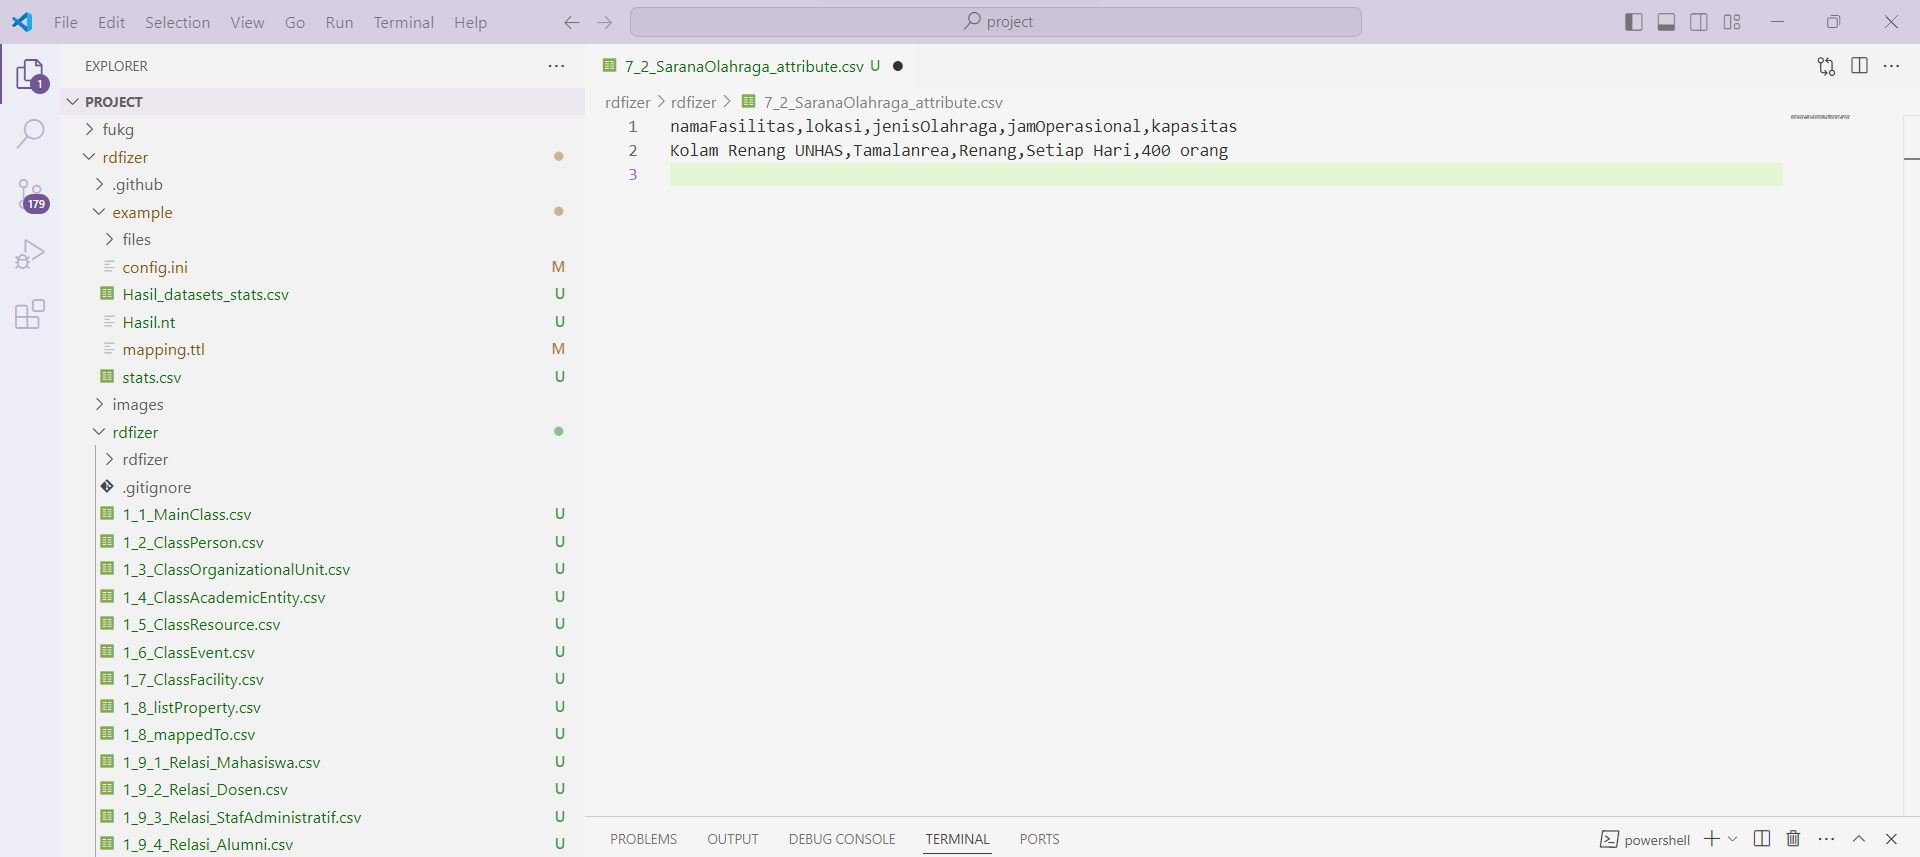 File Edit Selection View Go Run Terminal Help
project
EXPLORER
PROJECT
fukg
rdfizer
.github
example
files
config.ini M
Hasil_datasets_stats.csv U
Hasil.nt U
mapping.ttl M
stats.csv U
images
rdfizer
rdfizer
.gitignore
1_1_MainClass.csv U
1_2_ClassPerson.csv U
1_3_ClassOrganizationalUnit.csv U
1_4_ClassAcademicEntity.csv U
1_5_ClassResource.csv U
1_6_ClassEvent.csv U
1_7_ClassFacility.csv U
1_8_listProperty.csv U
1_8_mappedTo.csv U
1_9_1_Relasi_Mahasiswa.csv U
1_9_2_Relasi_Dosen.csv U
1_9_3_Relasi_StafAdministratif.csv U
1_9_4_Relasi_Alumni.csv U
1
179
7_2_SaranaOlahraga_attribute.csv U
rdfizer > rdfizer > 7_2_SaranaOlahraga_attribute.csv
1 namaFasilitas,lokasi,jenisOlahraga,jamOperasional,kapasitas
2 Kolam Renang UNHAS,Tamalanrea,Renang,Setiap Hari,400 orang
3
PROBLEMS OUTPUT DEBUG CONSOLE TERMINAL PORTS
powershell